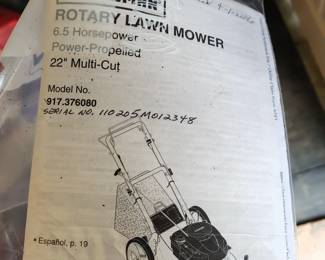 ROTARY LAWN MOWER
6.5 Horsepower
Power-Propelled
22" Multi-Cut
Model No.
917.376080
SERIAL NO. 110205M012348
• Español, p. 19